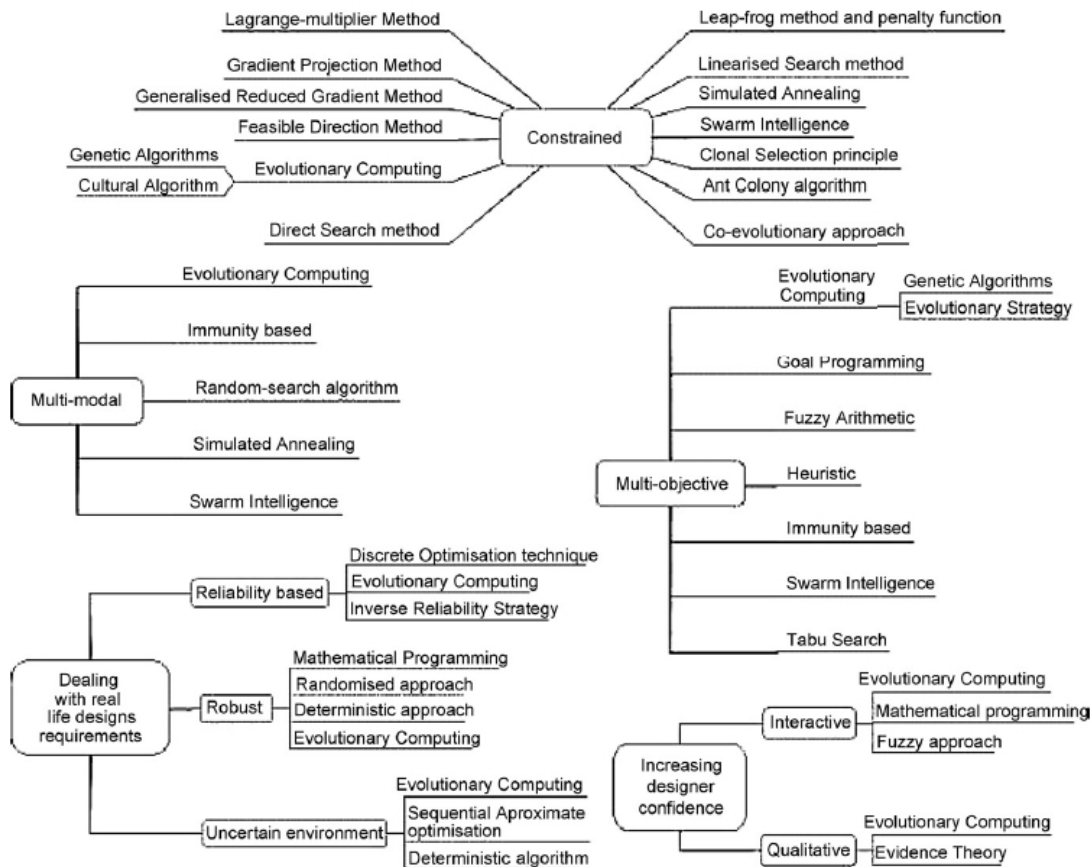 Lagrange-multiplier Method
Gradient Projection Method
Generalised Reduced Gradient Method
Feasible Direction Method
Genetic Algorithms
Cultural Algorithm
Evolutionary Computing
Direct Search method
Constrained
Leap-frog method and penalty function
Linearised Search method
Simulated Annealing
Swarm Intelligence
Clonal Selection principle
Ant Colony algorithm
Co-evolutionary approach
Multi-modal
Evolutionary Computing
Immunity based
Random-search algorithm
Simulated Annealing
Swarm Intelligence
Multi-objective
Evolutionary
Computing
Genetic Algorithms
Evolutionary Strategy
Goal Programming
Fuzzy Arithmetic
Heuristic
Immunity based
Swarm Intelligence
Tabu Search
Dealing
with real
life designs
requirements
Reliability based
Discrete Optimisation technique
Evolutionary Computing
Inverse Reliability Strategy
Robust
Mathematical Programming
Randomised approach
Deterministic approach
Evolutionary Computing
Uncertain environment
Evolutionary Computing
Sequential Aproximate
optimisation
Deterministic algorithm
Increasing
designer
confidence
Interactive
Evolutionary Computing
Mathematical programming
Fuzzy approach
Qualitative
Evolutionary Computing
Evidence Theory